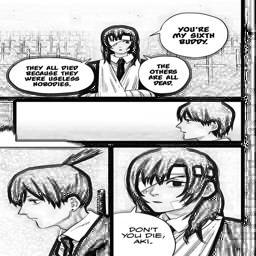 YOU'RE
MY SIXTH
BUDDY.
THE
OTHERS
ARE ALL
DEAD.
THEY ALL DIED
BECAUSE THEY
WERE USELESS
NOBODIES.
DON'T
YOU DIE,
AKI.